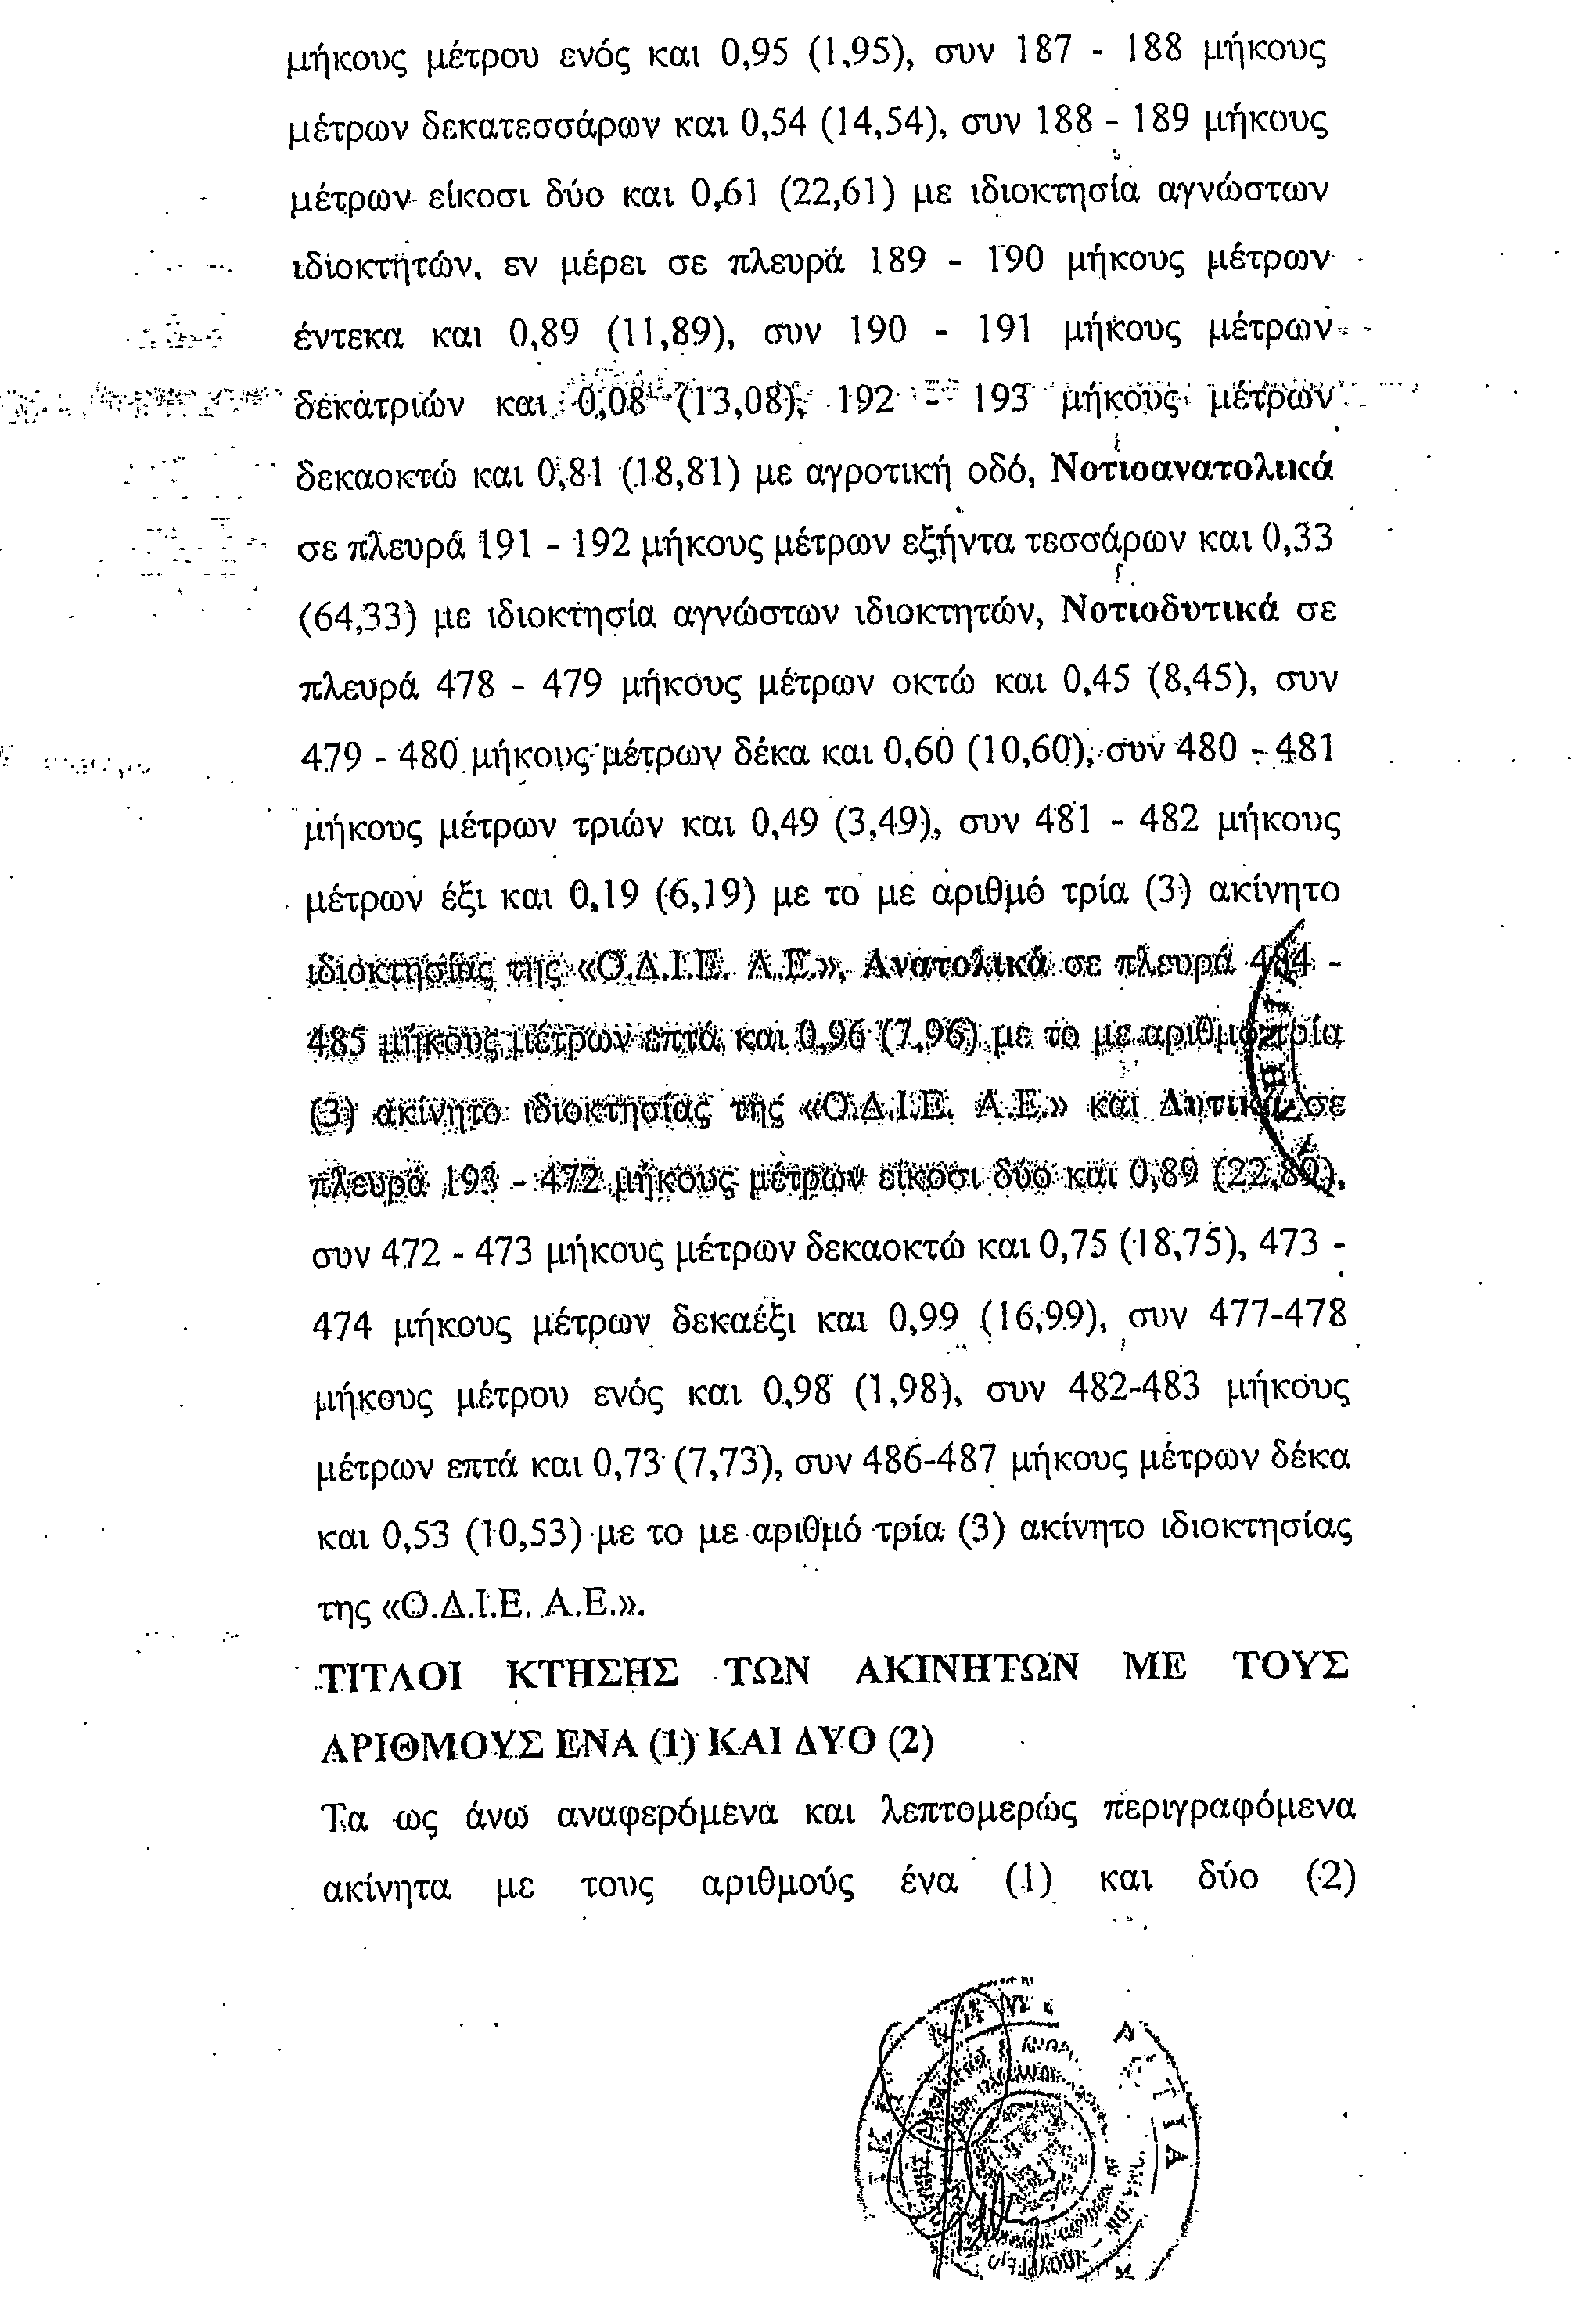 μήκους μέτρου ενός και 0,95 (1,95), συν 187 - 188 μήκους
μέτρων δεκατεσσάρων και 0,54 (14,54), συν 188 - 189 μήκους
μέτρων είκοσι δύο και 0,61 (22,61) με ιδιοκτησία αγνώστων
ιδιοκτητών, εν μέρει σε πλευρά 189 - 190 μήκους μέτρων
έντεκα και 0,89 (11,89), συν 190 - 191 μήκους μέτρων
δεκατριών και 0,08 (13,08), 192 - 193 μήκους μέτρων
δεκαοκτώ και 0,81 (18,81) με αγροτική οδό, Νοτιοανατολικά
σε πλευρά 191 - 192 μήκους μέτρων εξήντα τεσσάρων και 0,33
(64,33) με ιδιοκτησία αγνώστων ιδιοκτητών, Νοτιοδυτικά σε
πλευρά 478 - 479 μήκους μέτρων οκτώ και 0,45 (8,45), συν
479 - 480 μήκους μέτρων δέκα και 0,60 (10,60), συν 480 - 481
μήκους μέτρων τριών και 0,49 (3,49), συν 481 - 482 μήκους
μέτρων έξι και 0,19 (6,19) με το με αριθμό τρία (3) ακίνητο
ιδιοκτησίας της «Ο.Δ.Ι.Ε. Α.Ε.», Ανατολικά σε πλευρά 484 -
485 μήκους μέτρων επτά και 0,96 (7,96) με το με αριθμό τρία
(3) ακίνητο ιδιοκτησίας της «Ο.Δ.Ι.Ε. Α.Ε.» και Δυτικά σε
πλευρά 193 - 472 μήκους μέτρων είκοσι δύο και 0,89 (22,89),
συν 472 - 473 μήκους μέτρων δεκαοκτώ και 0,75 (18,75), 473 -
474 μήκους μέτρων δεκαέξι και 0,99 (16,99), συν 477-478
μήκους μέτρου ενός και 0,98 (1,98), συν 482-483 μήκους
μέτρων επτά και 0,73 (7,73), συν 486-487 μήκους μέτρων δέκα
και 0,53 (10,53) με το με αριθμό τρία (3) ακίνητο ιδιοκτησίας
της «Ο.Δ.Ι.Ε. Α.Ε.».
ΤΙΤΛΟΙ ΚΤΗΣΗΣ ΤΩΝ ΑΚΙΝΗΤΩΝ ΜΕ ΤΟΥΣ
ΑΡΙΘΜΟΥΣ ΕΝΑ (1) ΚΑΙ ΔΥΟ (2)
Τα ως άνω αναφερόμενα και λεπτομερώς περιγραφόμενα
ακίνητα με τους αριθμούς ένα (1) και δύο (2)